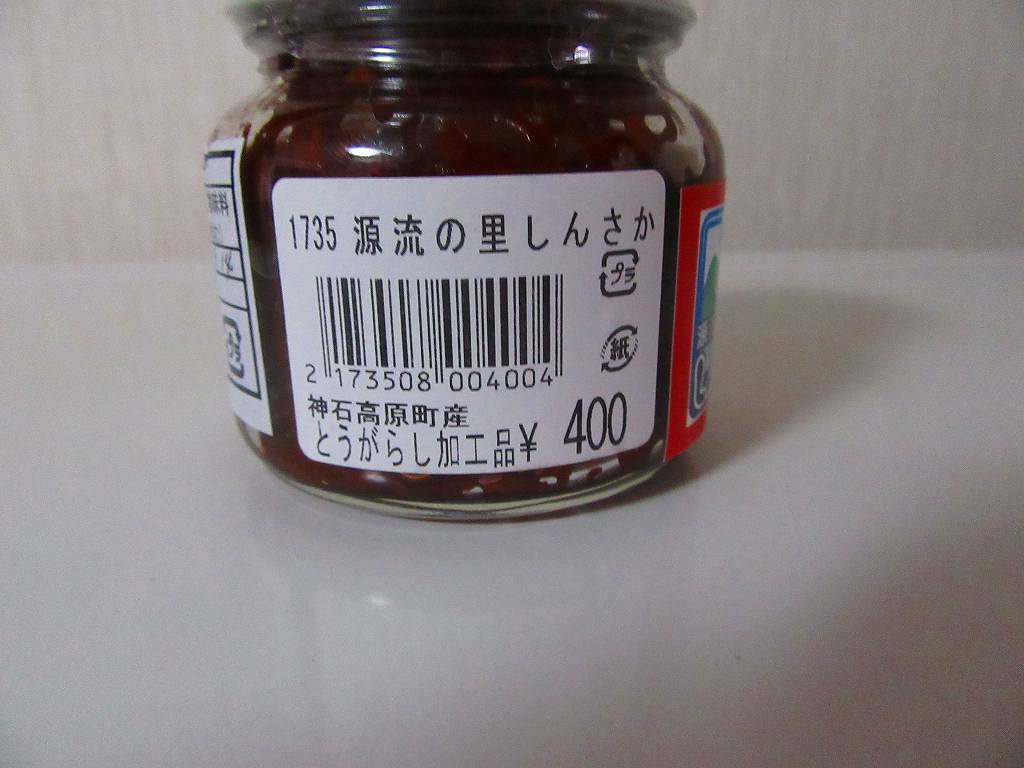 1735 源流の里しんさか
プラ
紙
2 173508 004004
神石高原町産
とうがらし加工品¥ 400